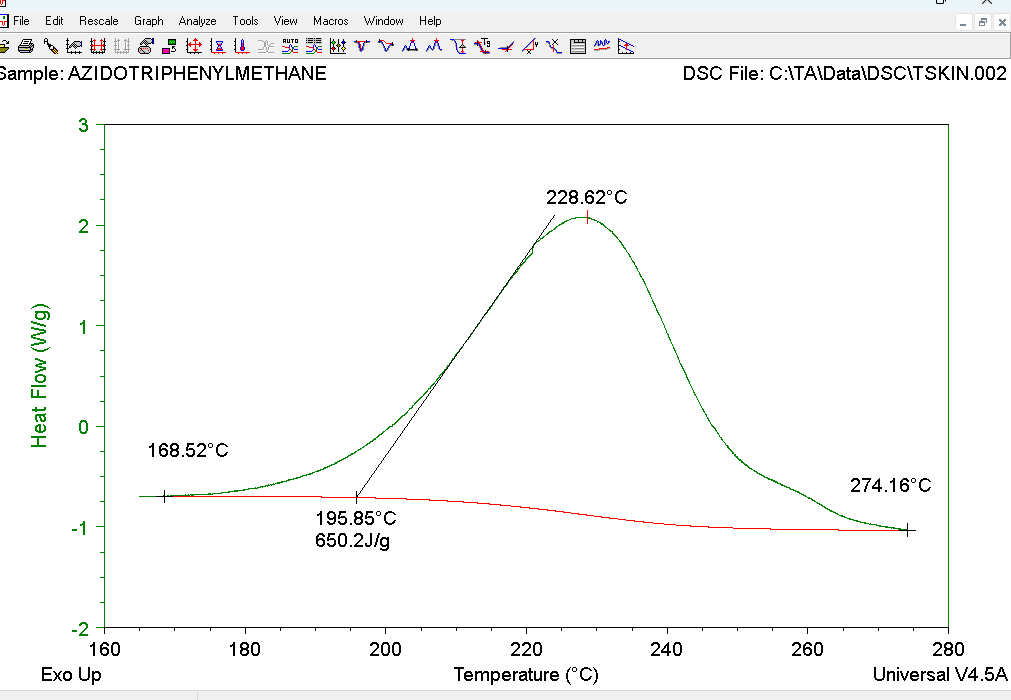 File Edit Rescale Graph Analyze Tools View Macros Window Help
Sample: AZIDOTRIPHENYLMETHANE
DSC File: C:\TA\Data\DSC\TSKIN.002
3
2
1
0
-1
-2
Heat Flow (W/g)
228.62°C
168.52°C
274.16°C
195.85°C
650.2J/g
160 180 200 220 240 260 280
Exo Up
Temperature (°C)
Universal V4.5A